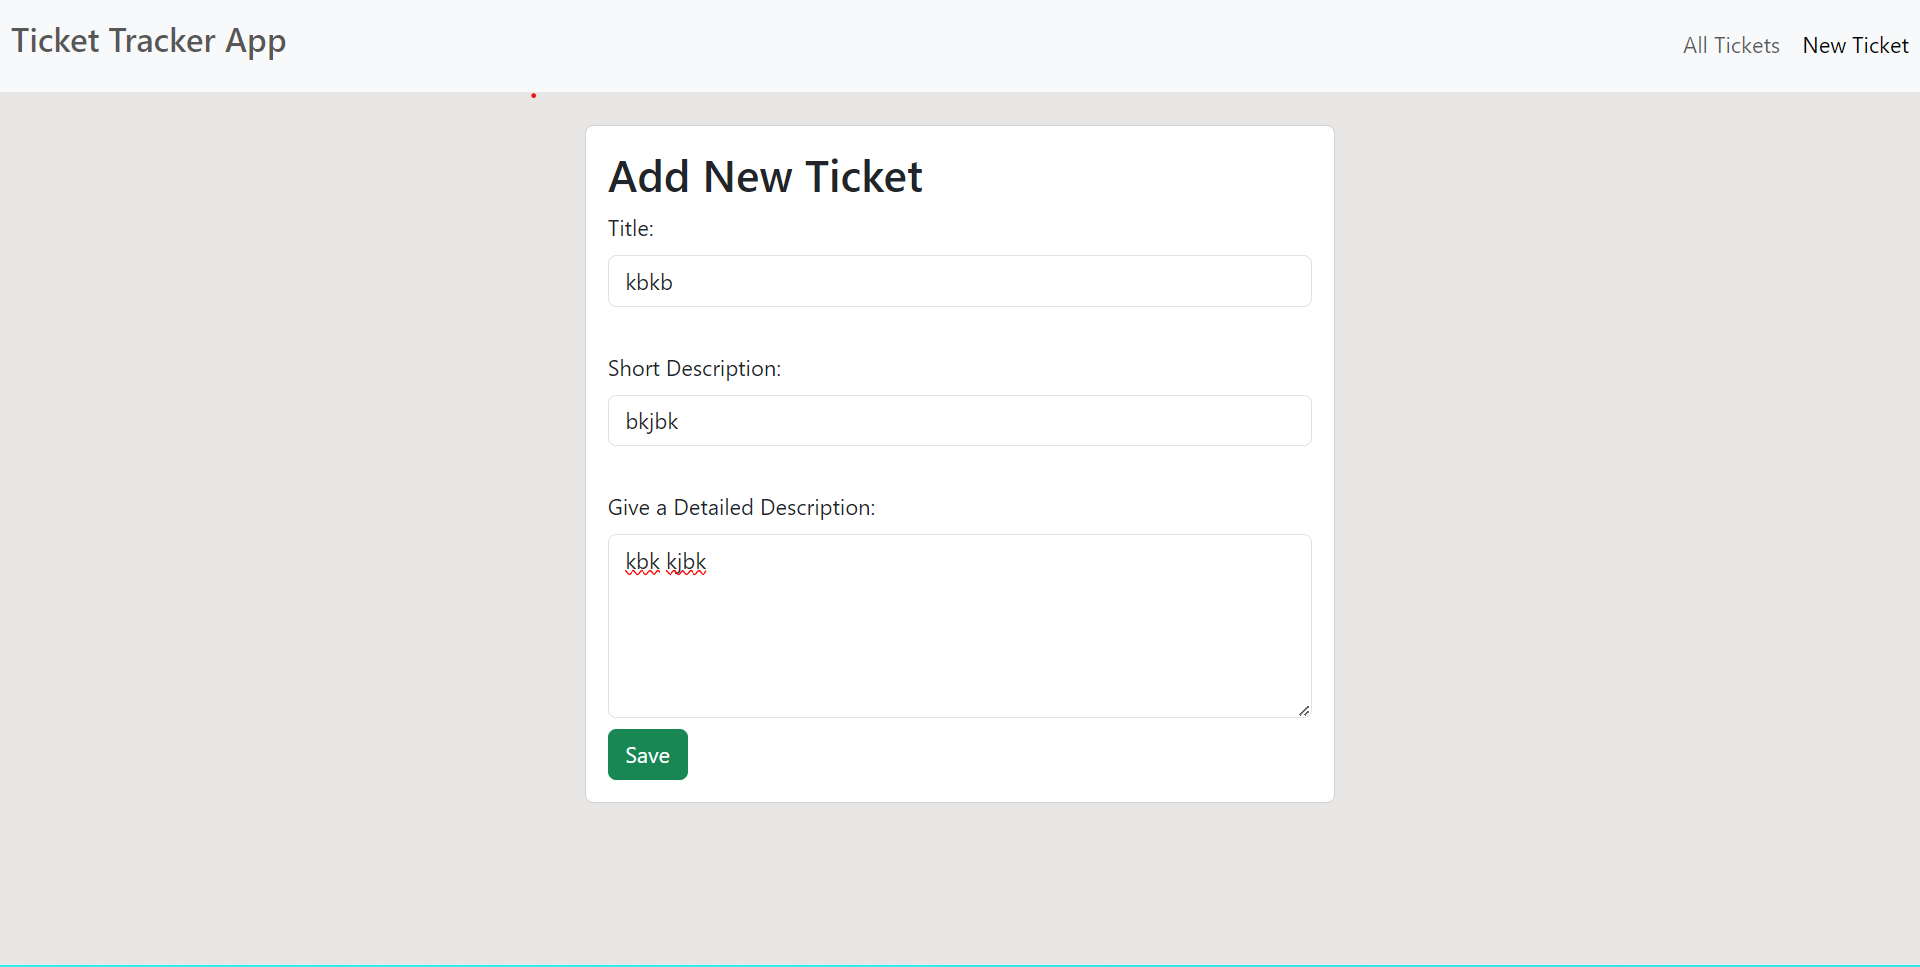 Ticket Tracker App
All Tickets New Ticket
Add New Ticket
Title:
kbkb
Short Description:
bkjbk
Give a Detailed Description:
kbk kjbk
Save